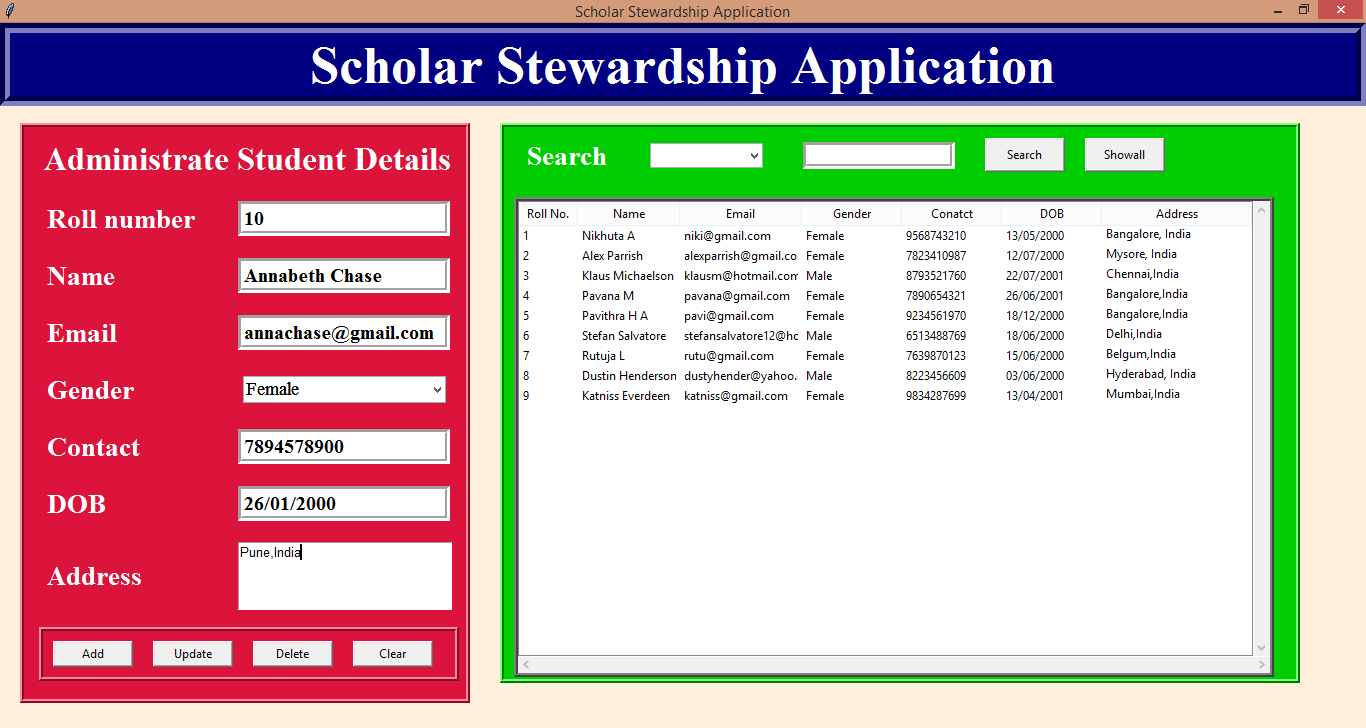 Scholar Stewardship Application
Scholar Stewardship Application
Administrate Student Details
Roll number 10
Name Annabeth Chase
Email annachase@gmail.com
Gender Female
Contact 7894578900
DOB 26/01/2000
Address Pune,India
Add Update Delete Clear
Search Search Showall
Roll No. Name Email Gender Conatct DOB Address
1 Nikhuta A niki@gmail.com Female 9568743210 13/05/2000 Bangalore, India
2 Alex Parrish alexparrish@gmail.co Female 7823410987 12/07/2000 Mysore, India
3 Klaus Michaelson klausm@hotmail.com Male 8793521760 22/07/2001 Chennai,India
4 Pavana M pavana@gmail.com Female 7890654321 26/06/2001 Bangalore,India
5 Pavithra H A pavi@gmail.com Female 9234561970 18/12/2000 Bangalore,India
6 Stefan Salvatore stefansalvatore12@hc Male 6513488769 18/06/2000 Delhi,India
7 Rutuja L rutu@gmail.com Female 7639870123 15/06/2000 Belgum,India
8 Dustin Henderson dustyhender@yahoo. Male 8223456609 03/06/2000 Hyderabad, India
9 Katniss Everdeen katniss@gmail.com Female 9834287699 13/04/2001 Mumbai,India